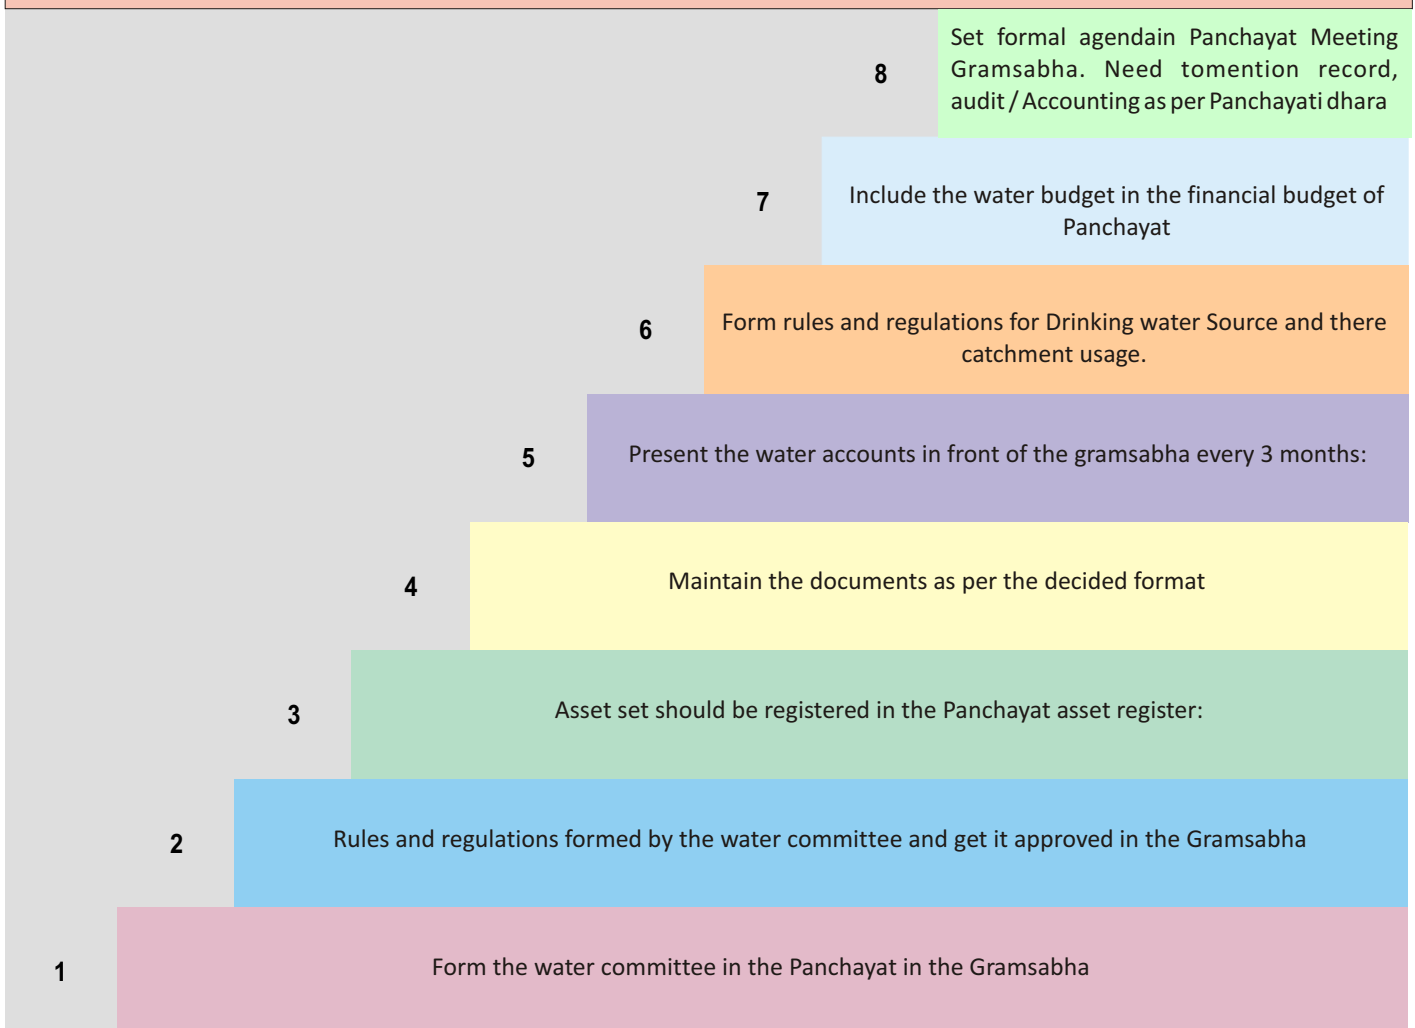 8
Set formal agendain Panchayat Meeting
Gramsabha. Need tomention record,
audit / Accounting as per Panchayati dhara
7
Include the water budget in the financial budget of
Panchayat
6
Form rules and regulations for Drinking water Source and there
catchment usage.
5
Present the water accounts in front of the gramsabha every 3 months:
4
Maintain the documents as per the decided format
3
Asset set should be registered in the Panchayat asset register:
2
Rules and regulations formed by the water committee and get it approved in the Gramsabha
1
Form the water committee in the Panchayat in the Gramsabha